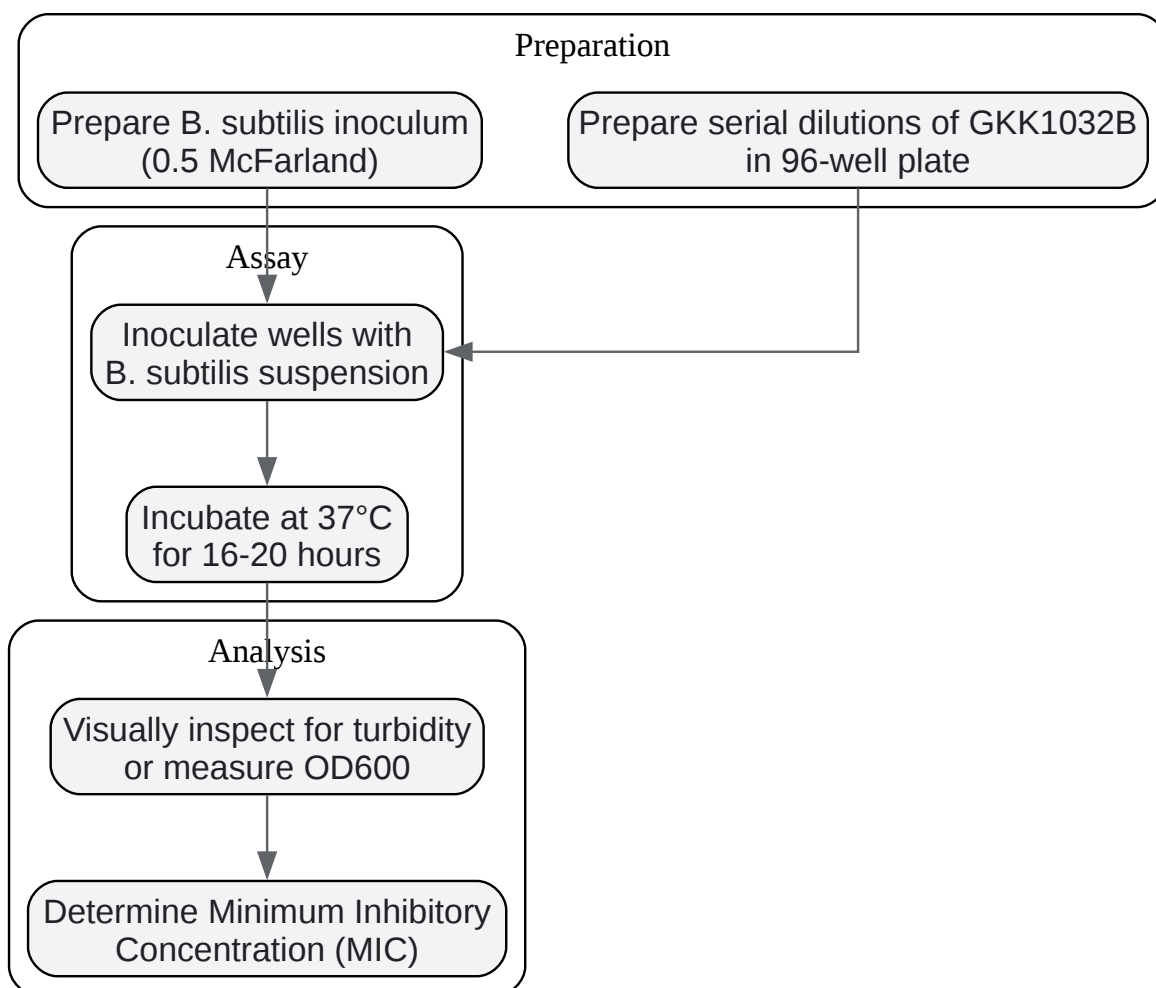 Preparation
Prepare B. subtilis inoculum
(0.5 McFarland)
Prepare serial dilutions of GKK1032B
in 96-well plate
Assay
Inoculate wells with
B. subtilis suspension
Incubate at 37°C
for 16-20 hours
Analysis
Visually inspect for turbidity
or measure OD600
Determine Minimum Inhibitory
Concentration (MIC)